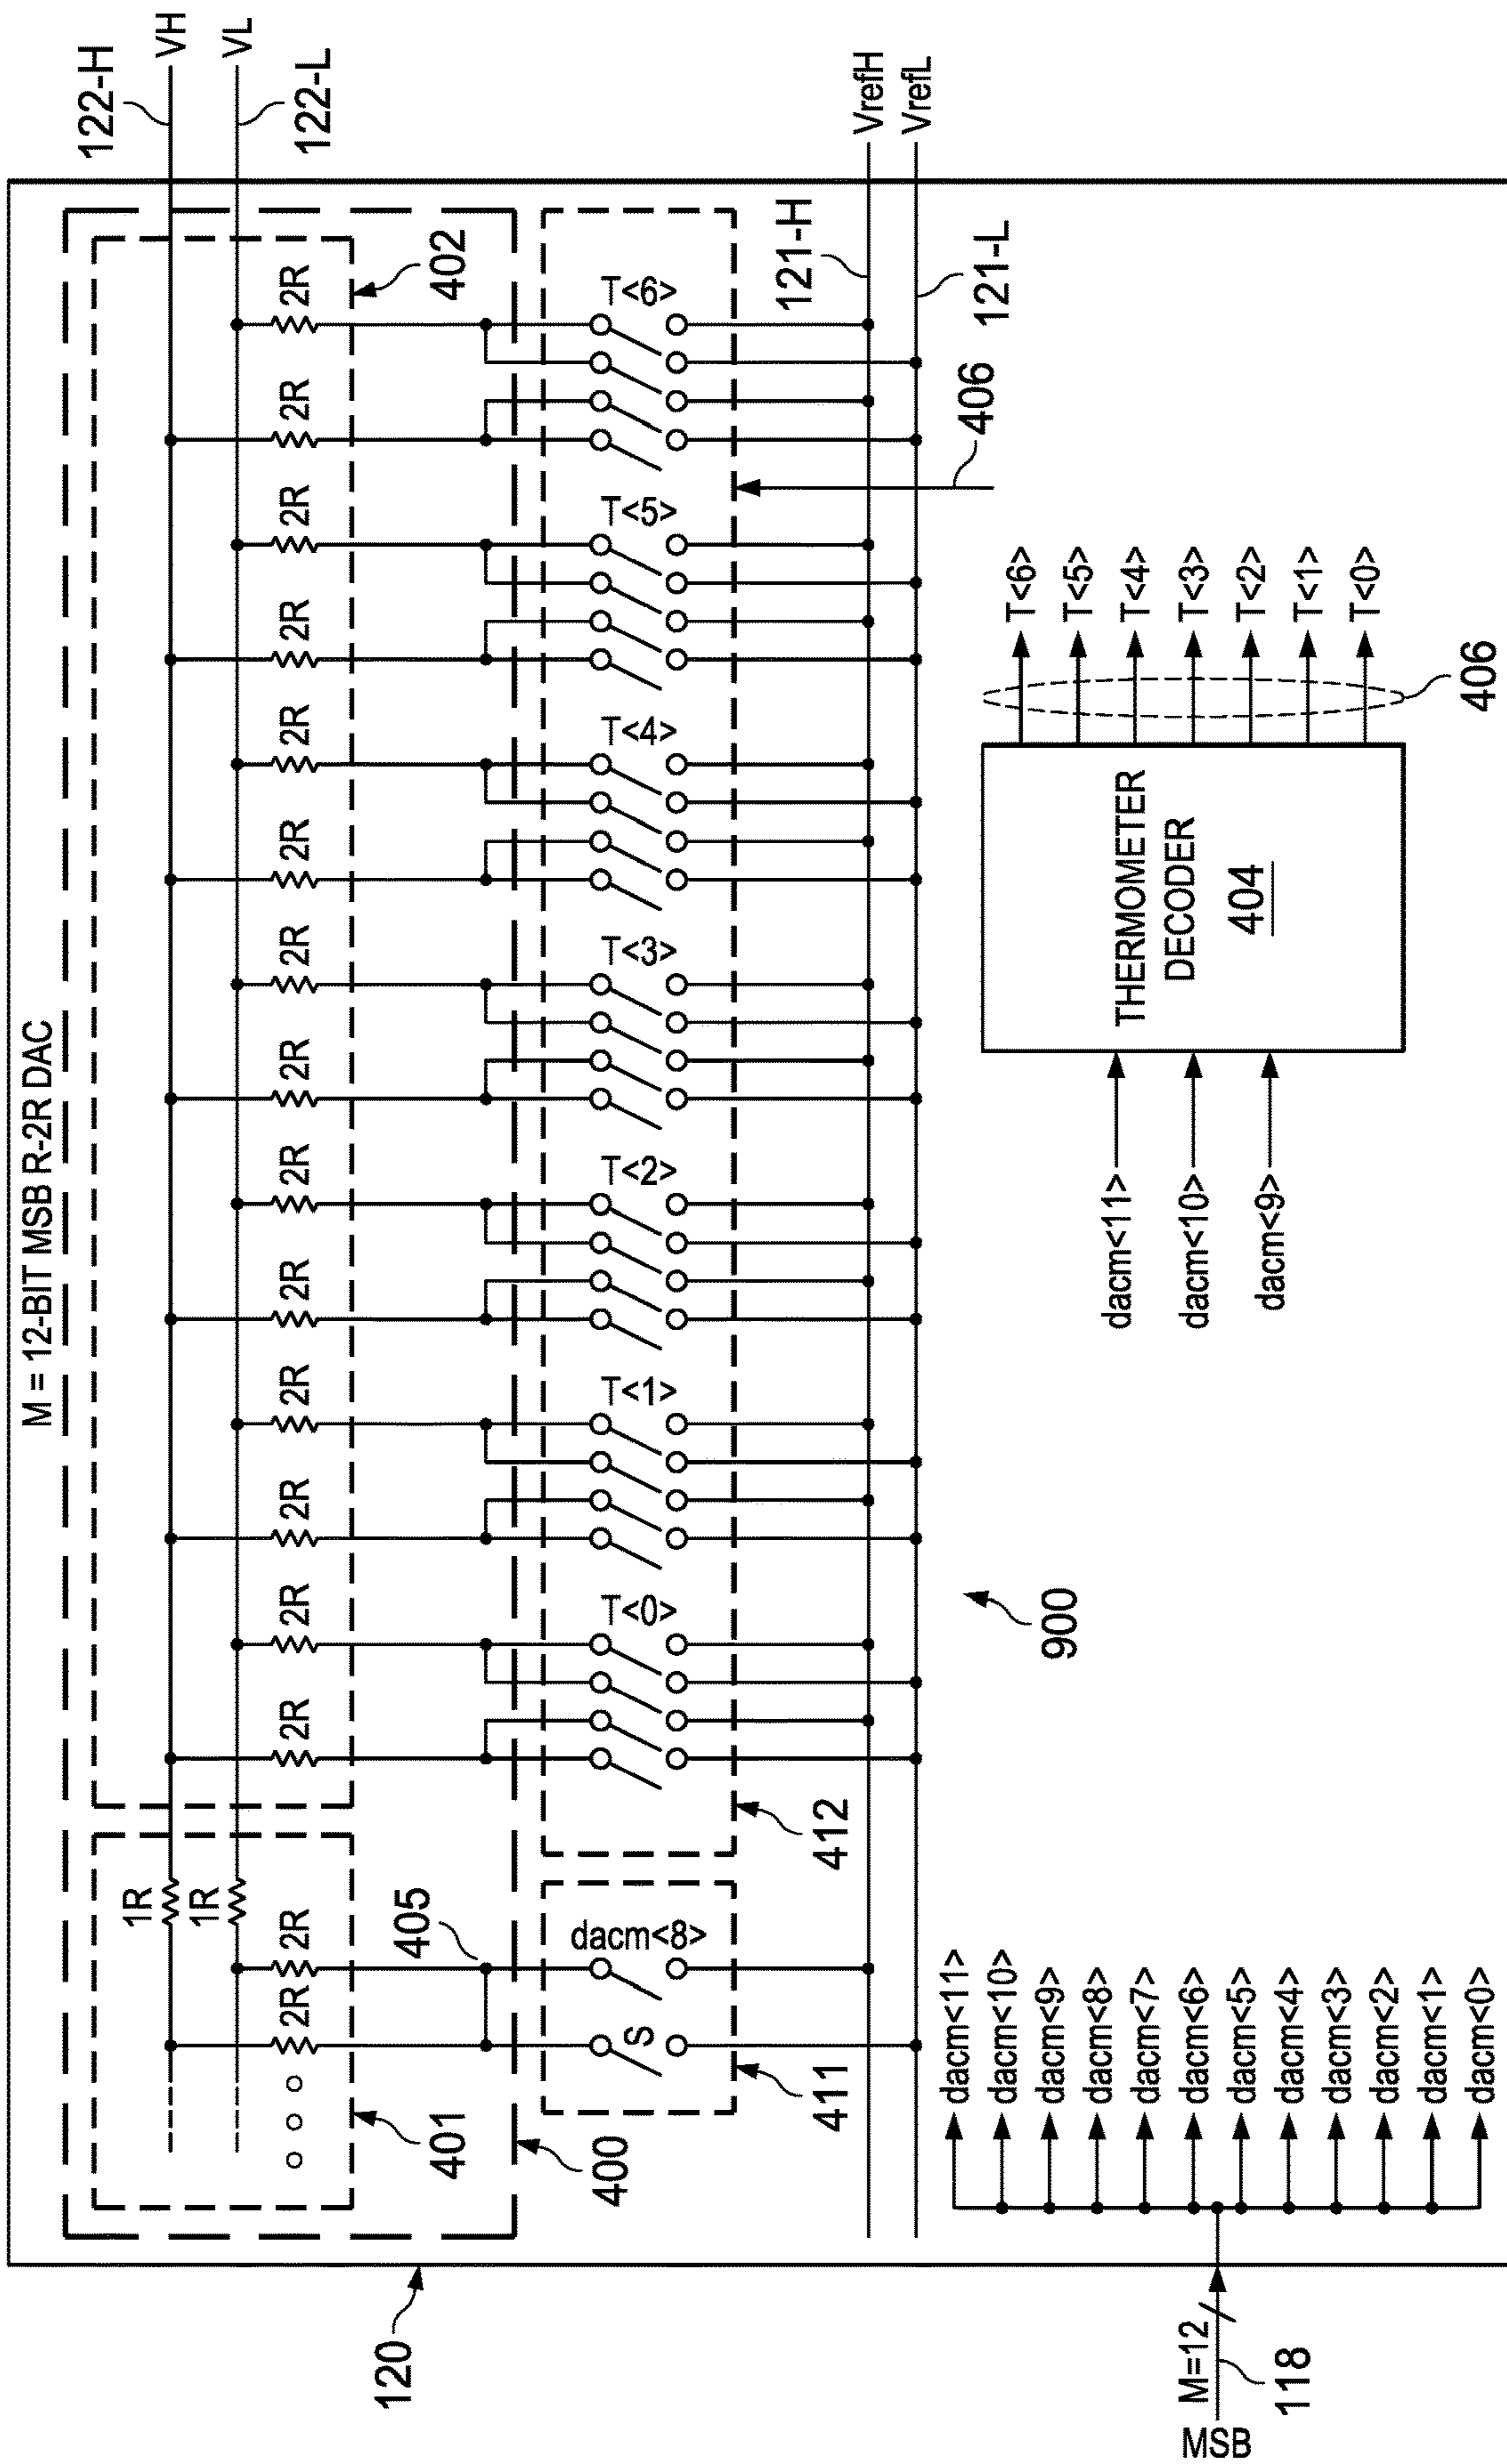 M = 12-BIT MSB R-2R DAC
122-H
VH
VL
122-L
1R
1R
2R 2R 2R 2R 2R 2R 2R 2R 2R 2R 2R 2R 2R 2R 2R 2R
402
401
405
400
120
dacm<8> T<0> T<1> T<2> T<3> T<4> T<5> T<6>
S
411
412
406
121-H
VrefH
VrefL
121-L
900
MSB
M=12
118
dacm<11>
dacm<10>
dacm<9>
dacm<8>
dacm<7>
dacm<6>
dacm<5>
dacm<4>
dacm<3>
dacm<2>
dacm<1>
dacm<0>
dacm<11>
dacm<10>
dacm<9>
THERMOMETER
DECODER
404
T<6>
T<5>
T<4>
T<3>
T<2>
T<1>
T<0>
406